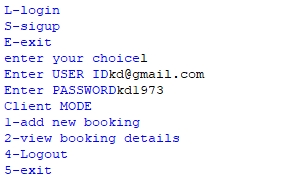 L-login
S-sigup
E-exit
enter your choicel
Enter USER IDkd@gmail.com
Enter PASSWORDkd1973
Client MODE
1-add new booking
2-view booking details
4-Logout
5-exit